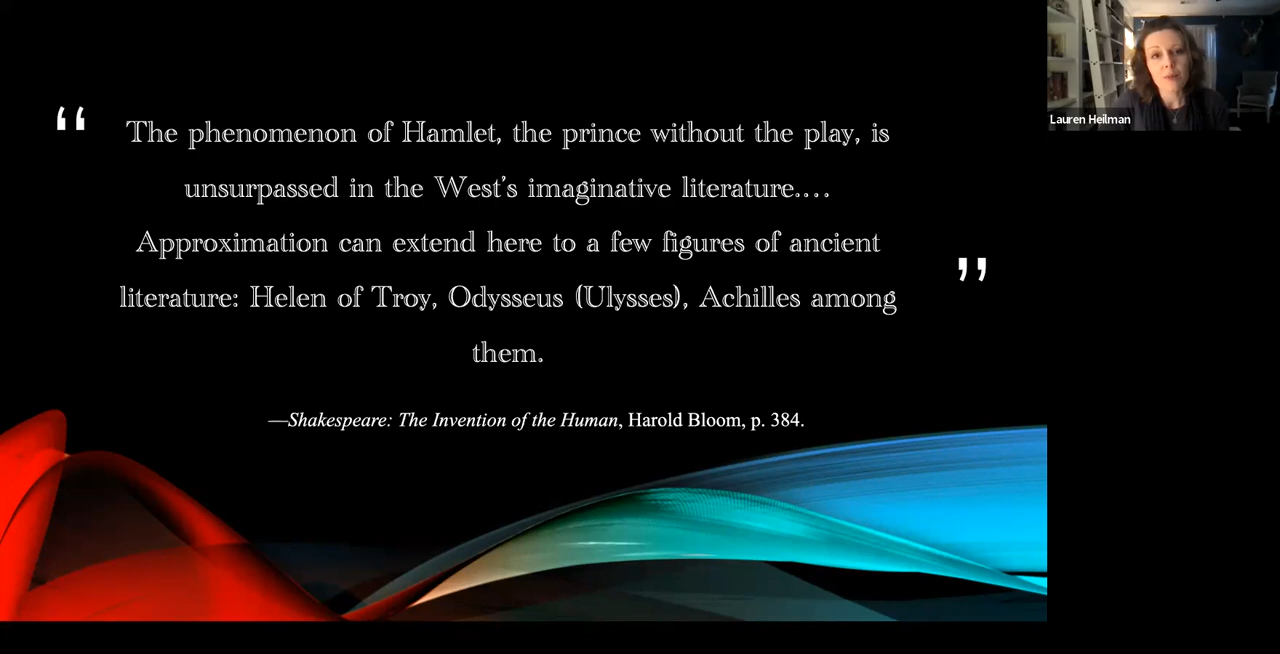 “
The phenomenon of Hamlet, the prince without the play, is
unsurpassed in the West’s imaginative literature.…
Approximation can extend here to a few figures of ancient
literature: Helen of Troy, Odysseus (Ulysses), Achilles among
them.
”
—Shakespeare: The Invention of the Human, Harold Bloom, p. 384.
Lauren Heilman